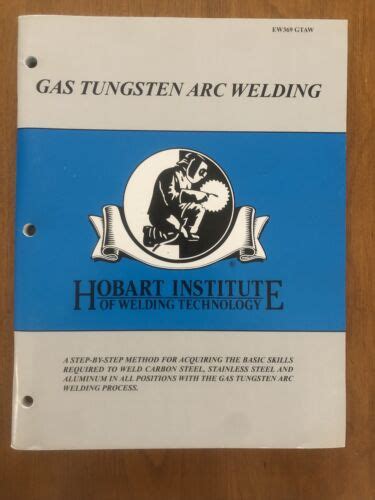 EW369 GTAW
GAS TUNGSTEN ARC WELDING
HOBART INSTITUTE
OF WELDING TECHNOLOGY
®
A STEP-BY-STEP METHOD FOR ACQUIRING THE BASIC SKILLS
REQUIRED TO WELD CARBON STEEL, STAINLESS STEEL AND
ALUMINUM IN ALL POSITIONS WITH THE GAS TUNGSTEN ARC
WELDING PROCESS.